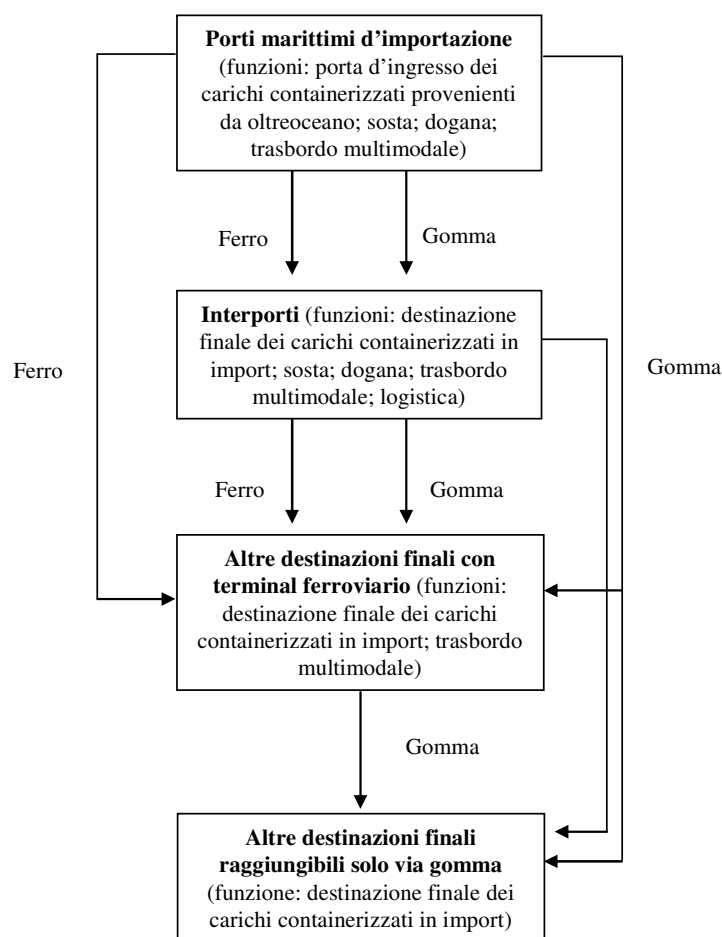 Porti marittimi d’importazione
(funzioni: porta d’ingresso dei
carichi containerizzati provenienti
da oltreoceano; sosta; dogana;
trasbordo multimodale)
Ferro
Gomma
Interporti (funzioni: destinazione
finale dei carichi containerizzati in
import; sosta; dogana; trasbordo
multimodale; logistica)
Ferro
Gomma
Ferro
Gomma
Altre destinazioni finali con
terminal ferroviario (funzioni:
destinazione finale dei carichi
containerizzati in import; trasbordo
multimodale)
Gomma
Altre destinazioni finali
raggiungibili solo via gomma
(funzione: destinazione finale dei
carichi containerizzati in import)